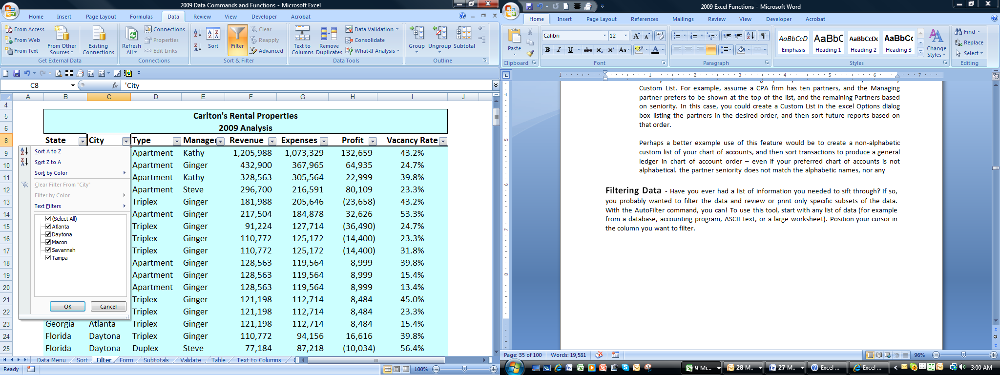 2009 Data Commands and Functions - Microsoft Excel
Home Insert Page Layout Formulas Data Review View Developer Acrobat
From Access
From Web
From Text
From Other Sources
Existing Connections
Get External Data
Refresh All
Connections
Properties
Edit Links
Connections
Sort
Filter
Clear
Reapply
Advanced
Sort & Filter
Text to Columns
Remove Duplicates
Data Validation
Consolidate
What-If Analysis
Data Tools
Group
Ungroup
Subtotal
Outline
C8 fx 'City
A B C D E F G H I J
4
5 Carlton's Rental Properties
6 2009 Analysis
8 State City Type Manager Revenue Expenses Profit Vacancy Rate
9 Apartment Kathy 1,205,988 1,073,329 132,659 43.2%
10 Apartment Ginger 432,900 367,965 64,935 24.7%
11 Apartment Kathy 328,563 305,564 22,999 39.8%
12 Apartment Steve 296,700 216,591 80,109 23.3%
13 Triplex Ginger 181,988 205,646 (23,658) 43.2%
14 Apartment Ginger 217,504 184,878 32,626 53.3%
15 Triplex Ginger 91,224 127,714 (36,490) 24.7%
16 Triplex Ginger 110,772 125,172 (14,400) 23.3%
17 Triplex Ginger 110,772 125,172 (14,400) 31.8%
18 Apartment Ginger 128,563 119,564 8,999 39.8%
19 Apartment Ginger 128,563 119,564 8,999 15.4%
20 Apartment Ginger 128,563 119,564 8,999 13.4%
21 Triplex Ginger 121,198 112,714 8,484 45.0%
22 Triplex Ginger 121,198 112,714 8,484 23.3%
23 Georgia Atlanta Triplex Ginger 121,198 112,714 8,484 15.4%
24 Florida Daytona Triplex Ginger 110,772 94,156 16,616 39.8%
25 Florida Daytona Duplex Steve 77,184 87,218 (10,034) 56.4%
Sort A to Z
Sort Z to A
Sort by Color
Clear Filter From "City"
Filter by Color
Text Filters
(Select All)
Atlanta
Daytona
Macon
Savannah
Tampa
OK Cancel
Data Menu Sort Filter Form Subtotals Validate Table Text to Columns
Ready 100%
2009 Excel Functions - Microsoft Word
Home Insert Page Layout References Mailings Review View Developer Acrobat
Paste
Clipboard
Calibri 12
Font
Paragraph
AaBbCcD Emphasis
AaBbC Heading 1
AaBbCcDc Heading 2
AaBbCc Heading 3
Change Styles
Styles
Find
Replace
Select
Editing
Custom List. For example, assume a CPA firm has ten partners, and the Managing
partner prefers to be shown at the top of the list, and the remaining Partners based
on seniority. In this case, you could create a Custom List in the excel Options dialog
box listing the partners in the desired order, and then sort future reports based on
that order.
Perhaps a better example use of this feature would be to create a non-alphabetic
custom list of your chart of accounts, and then sort transactions to produce a general
ledger in chart of account order – even if your preferred chart of accounts is not
alphabetical. the partner seniority does not match the alphabetic names, nor any
Filtering Data - Have you ever had a list of information you needed to sift through? If so,
you probably wanted to filter the data and review or print only specific subsets of the data.
With the AutoFilter command, you can! To use this tool, start with any list of data (for example
from a database, accounting program, ASCII text, or a large worksheet). Position your cursor in
the column you want to filter.
Page: 35 of 100 Words: 19,581 96%
9 Mi... 28 M... 27 M... Excel ... Excel ... 3:00 AM